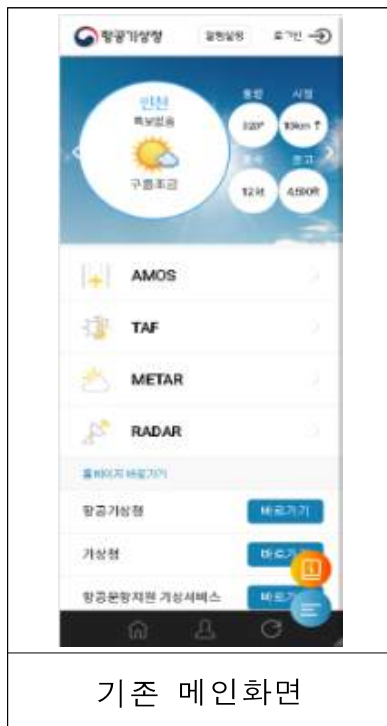 항공기상청 알림설정 로그인
인천
특보없음
구름조금
풍향 시정
320° 10km ↑
풍속 운고
12 kt 4,500ft
AMOS
TAF
METAR
RADAR
홈페이지 바로가기
항공기상청 바로가기
기상청 바로가기
항공운항지원 기상서비스 바로가기
기존 메인화면